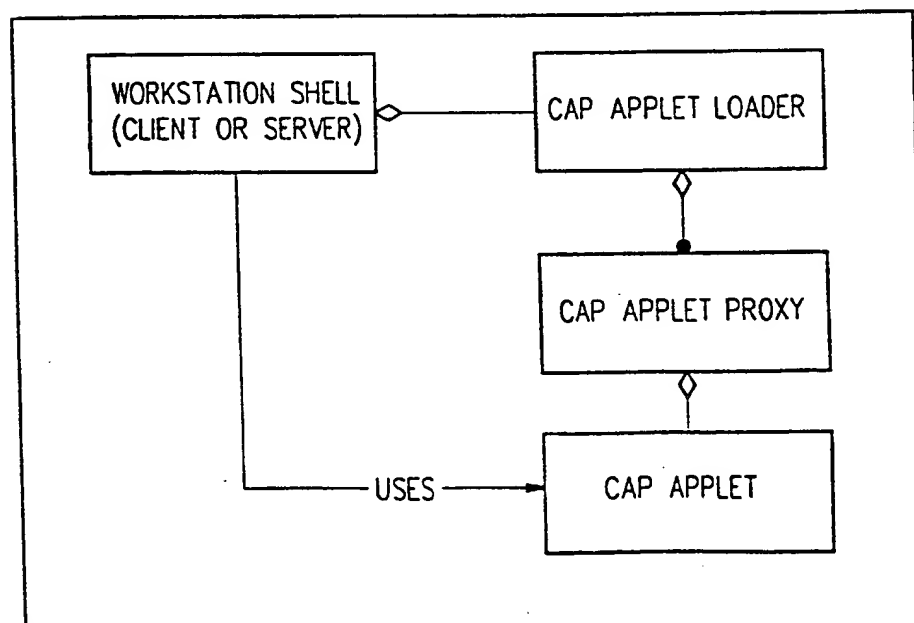 WORKSTATION SHELL
(CLIENT OR SERVER)
CAP APPLET LOADER
CAP APPLET PROXY
CAP APPLET
USES